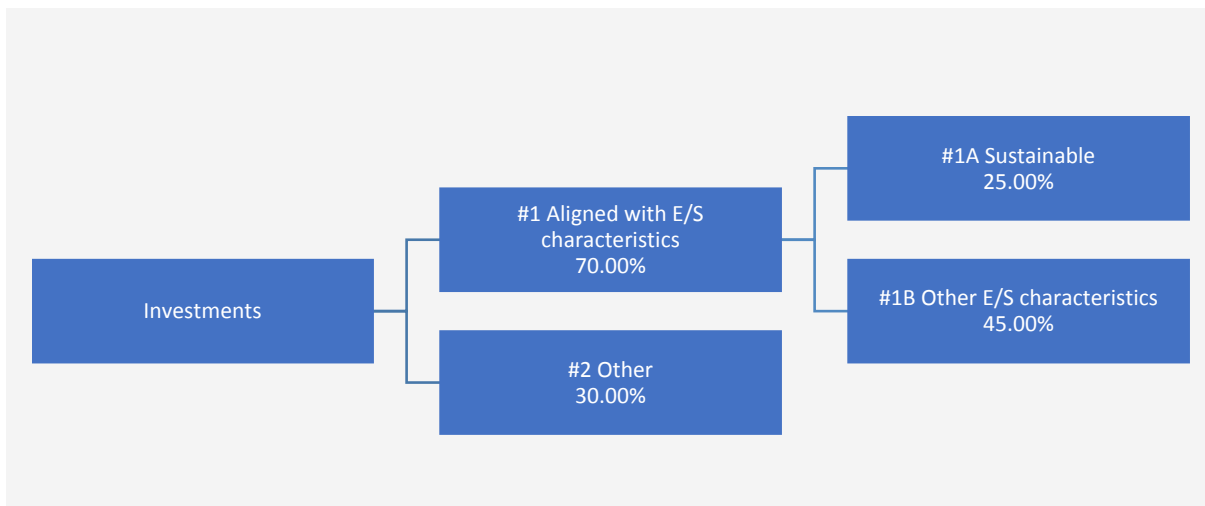 Investments
#1 Aligned with E/S
characteristics
70.00%
#2 Other
30.00%
#1A Sustainable
25.00%
#1B Other E/S characteristics
45.00%